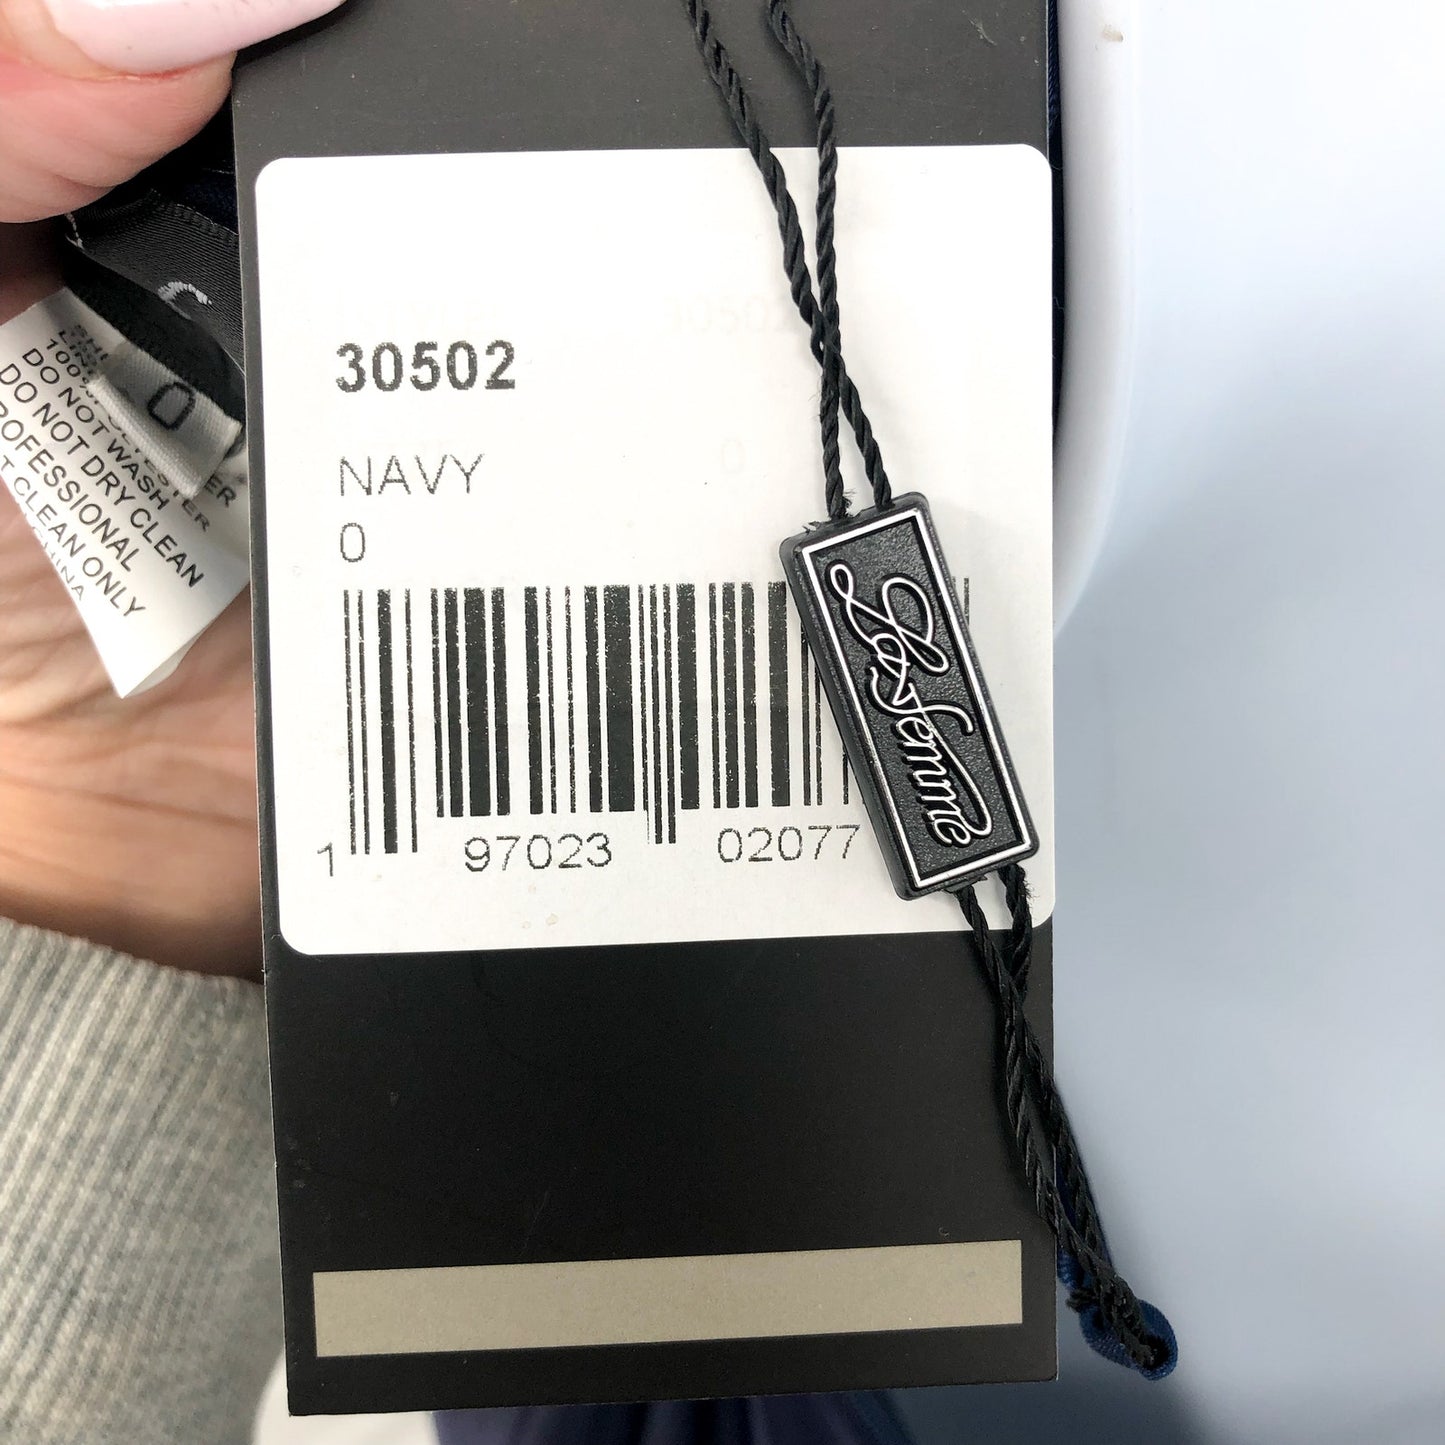 30502
NAVY
0
1 97023 02077
La Femme
0
100%
DO NOT WASH
DO NOT DRY CLEAN
PROFESSIONAL
CLEAN ONLY